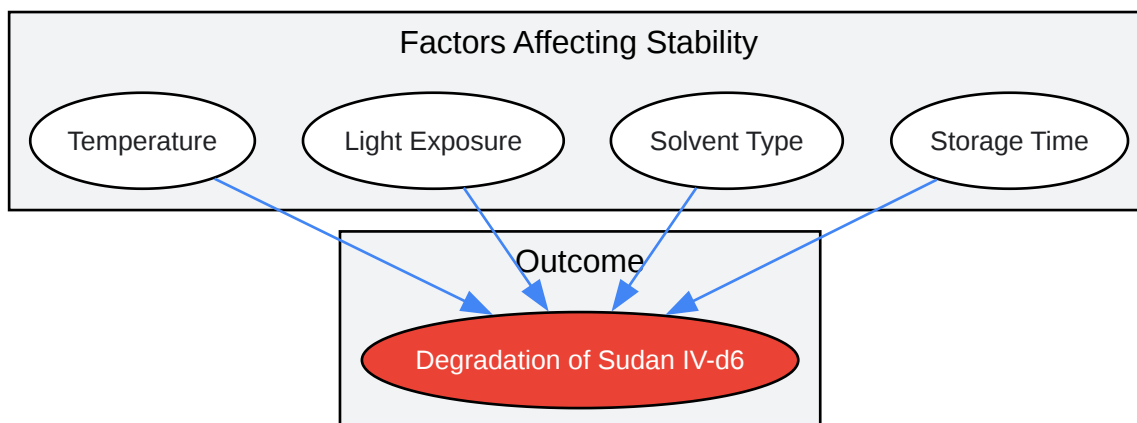 Factors Affecting Stability
Temperature
Light Exposure
Solvent Type
Storage Time
Outcome
Degradation of Sudan IV-d6